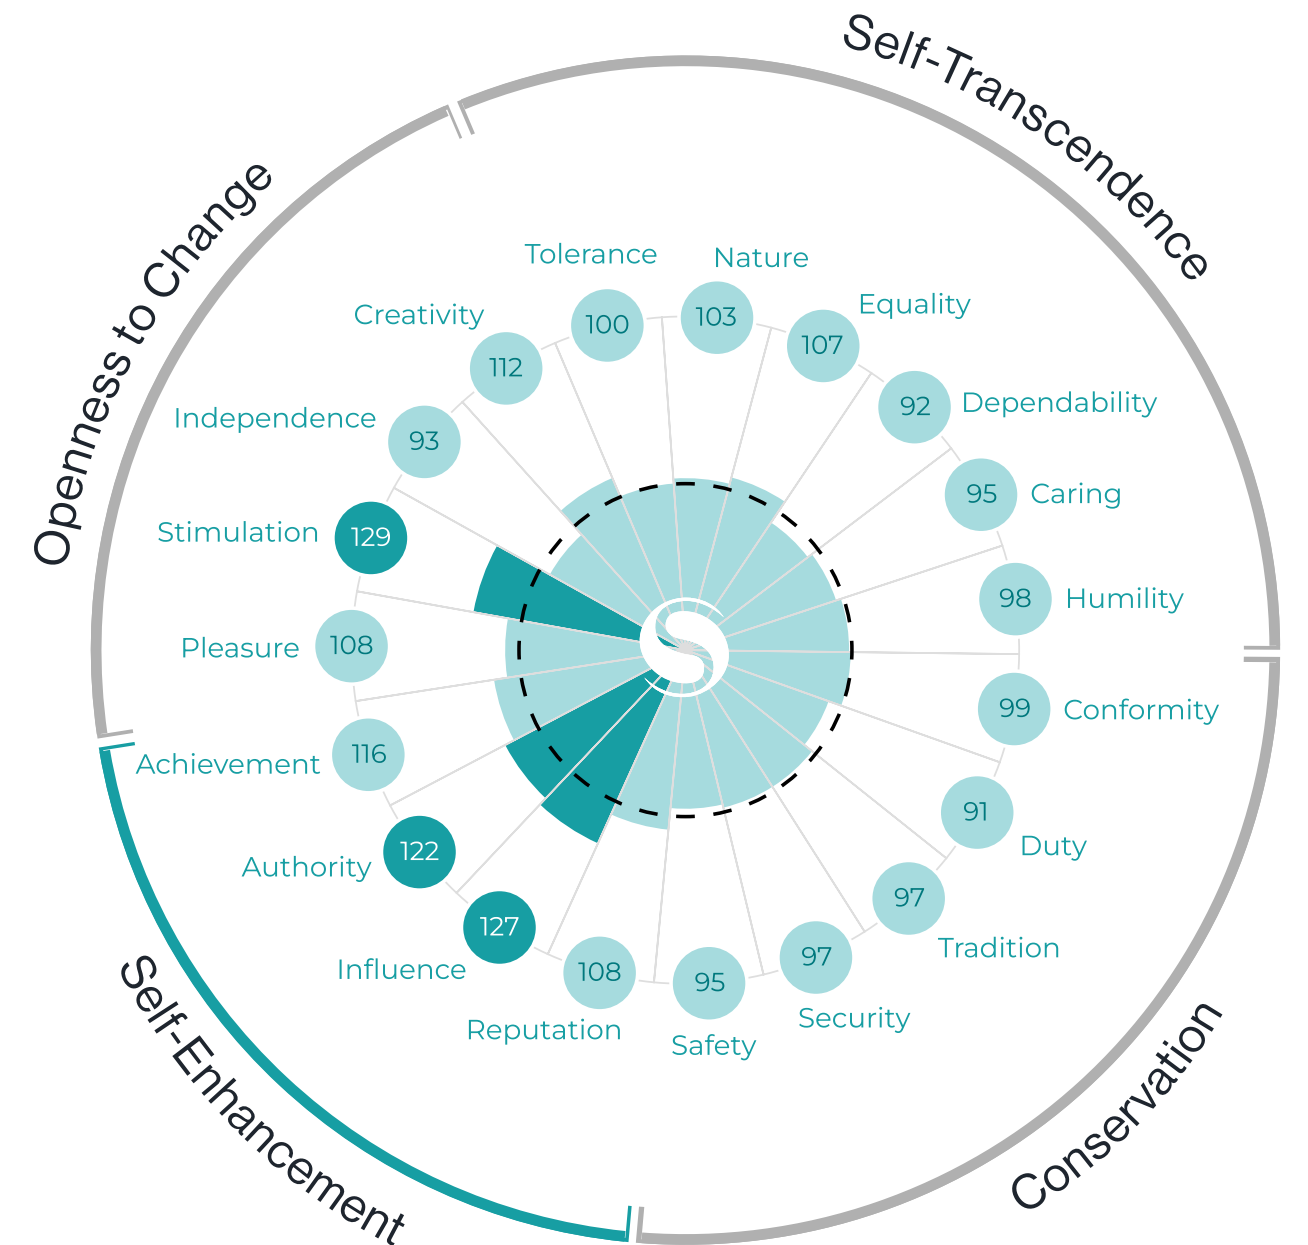 Self-Transcendence
Openness to Change
Self-Enhancement
Conservation
Tolerance
100
Nature
103
Equality
107
Dependability
92
Caring
95
Humility
98
Conformity
99
Duty
91
Tradition
97
Security
97
Safety
95
Reputation
108
Influence
127
Authority
122
Achievement
116
Pleasure
108
Stimulation
129
Independence
93
Creativity
112